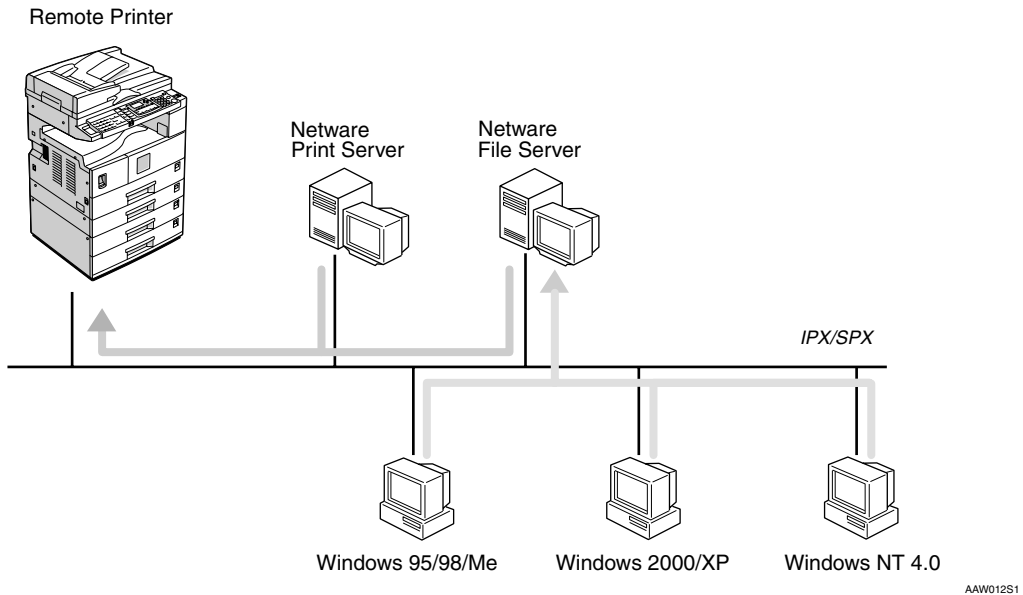 Remote Printer
Netware
Print Server
Netware
File Server
IPX/SPX
Windows 95/98/Me
Windows 2000/XP
Windows NT 4.0
AAW012S1